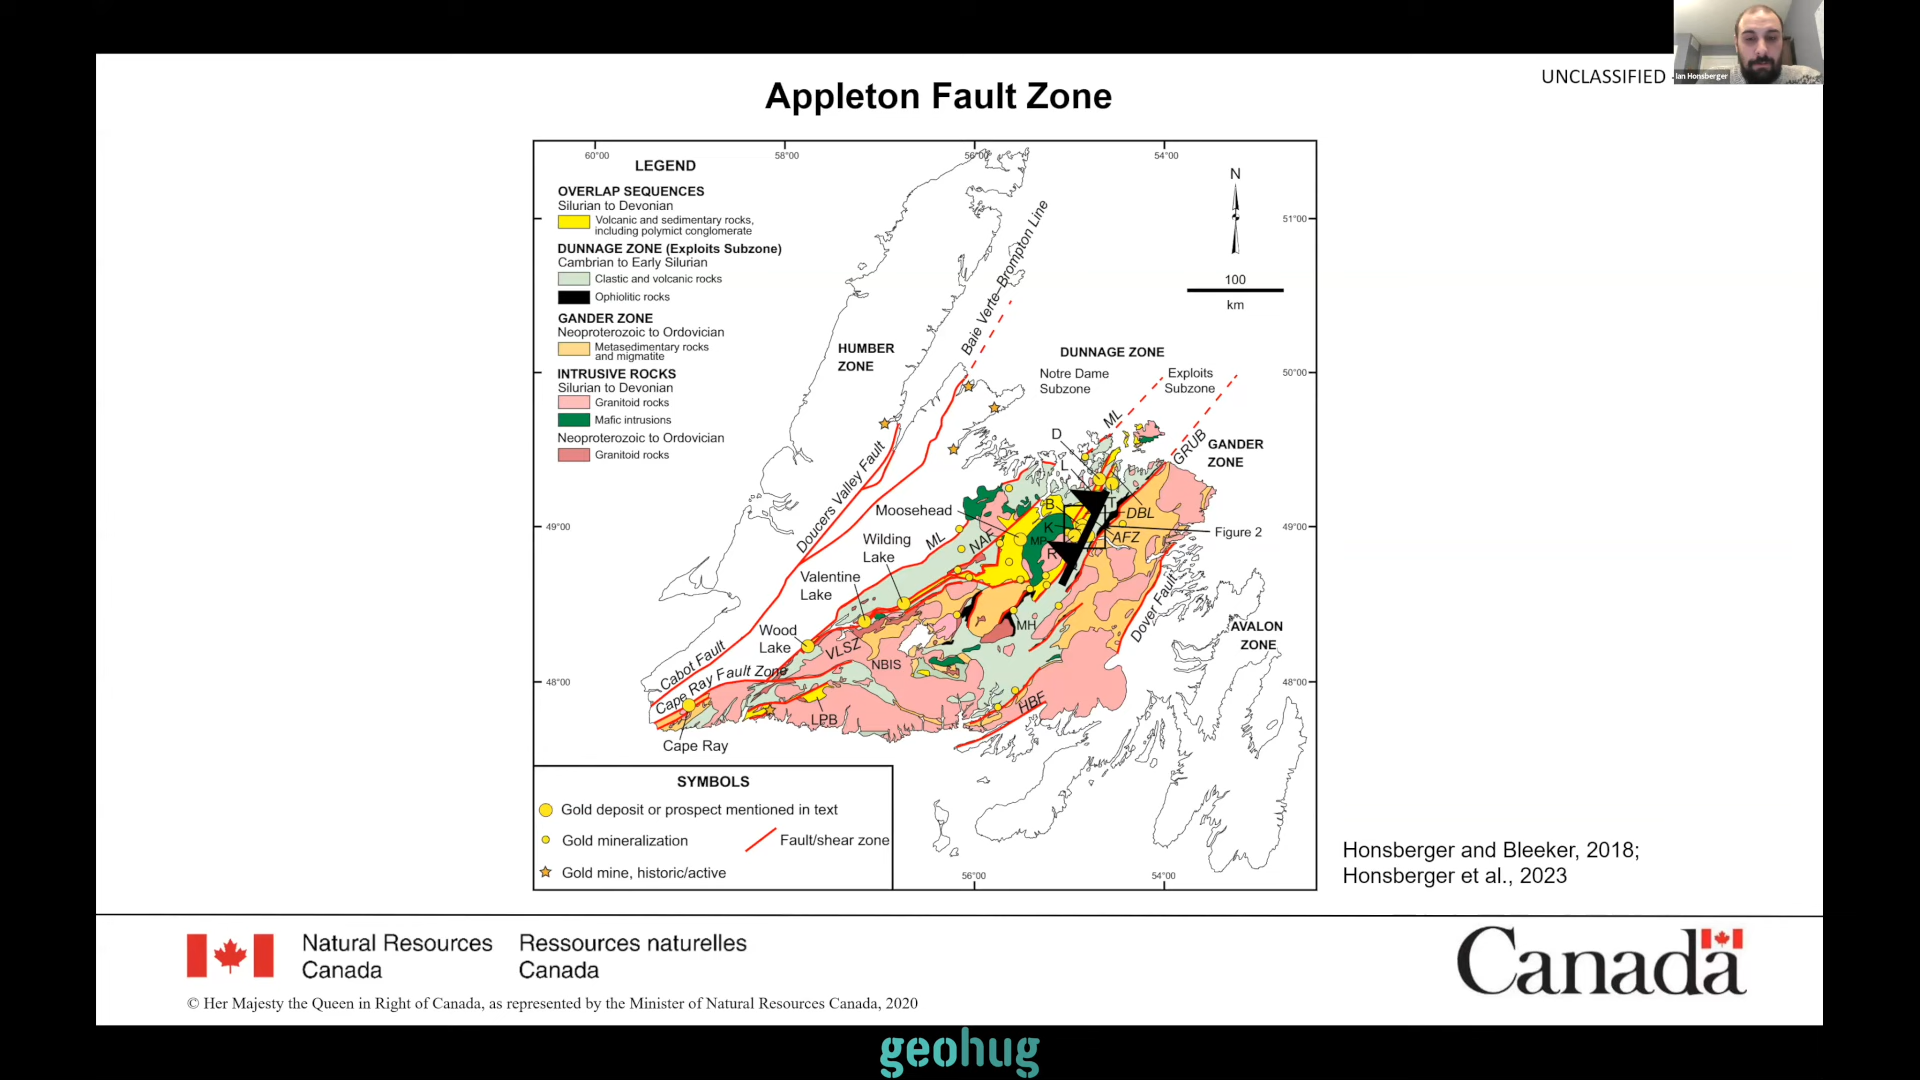 UNCLASSIFIED -
Ian Honsberger
Appleton Fault Zone
60°00
58°00
56°00
54°00
LEGEND
OVERLAP SEQUENCES
Silurian to Devonian
Volcanic and sedimentary rocks,
including polymict conglomerate
DUNNAGE ZONE (Exploits Subzone)
Cambrian to Early Silurian
Clastic and volcanic rocks
Ophiolitic rocks
GANDER ZONE
Neoproterozoic to Ordovician
Metasedimentary rocks
and migmatite
INTRUSIVE ROCKS
Silurian to Devonian
Granitoid rocks
Mafic intrusions
Neoproterozoic to Ordovician
Granitoid rocks
N
51°00
100
km
Baie Verte-Brompton Line
HUMBER
ZONE
DUNNAGE ZONE
Notre Dame
Subzone
Exploits
Subzone
50°00
ML
D
GRUB
GANDER
ZONE
L
Doucers Valley Fault
Moosehead
B
T
DBL
49°00
K
49°00
Figure 2
Wilding
Lake
ML
NAF
MP
AFZ
R
Valentine
Lake
Dover Fault
MH
AVALON
ZONE
Wood
Lake
VLSZ
NBIS
Cabot Fault
Cape Ray Fault Zone
48°00
48°00
HBF
LPB
Cape Ray
SYMBOLS
Gold deposit or prospect mentioned in text
Gold mineralization
Fault/shear zone
Gold mine, historic/active
56°00
54°00
Honsberger and Bleeker, 2018;
Honsberger et al., 2023
Natural Resources
Canada
Ressources naturelles
Canada
Canada
© Her Majesty the Queen in Right of Canada, as represented by the Minister of Natural Resources Canada, 2020
geohug